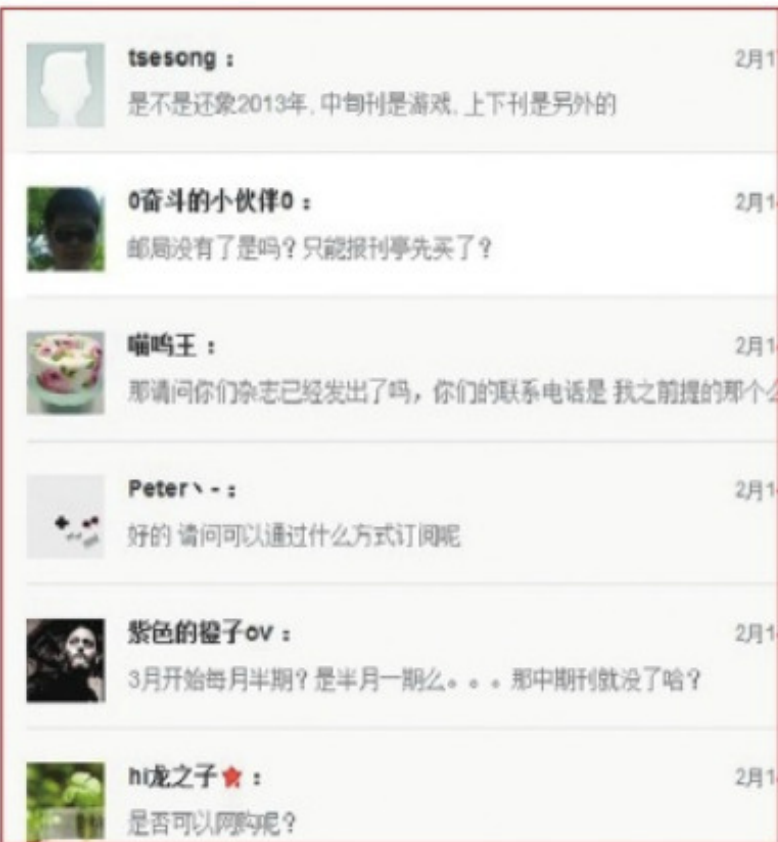 tsesong：
2月1
是不是还象2013年, 中旬刊是游戏, 上下刊是另外的
0奋斗的小伙伴0：
2月1
邮局没有了是吗？只能报刊亭先买了？
喵呜王：
2月1
那请问你们杂志已经发出了吗，你们的联系电话是 我之前提的那个
Peter丶-：
2月1
好的 请问可以通过什么方式订阅呢
紫色的橙子ov：
2月1
3月开始每月半期？是半月一期么。。。那中期刊就没了哈？
hi龙之子：
2月1
是否可以网购呢？